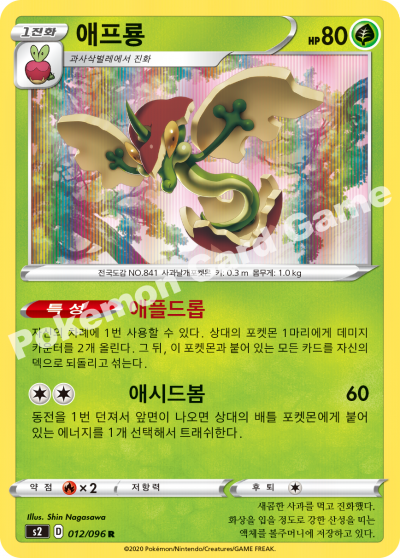 1진화
애프룡
HP 80
과사삭벌레에서 진화
전국도감 NO.841 사과날개포켓몬 키: 0.3 m 몸무게: 1.0 kg
특성 애플드롭
자신의 차례에 1번 사용할 수 있다. 상대의 포켓몬 1마리에게 데미지
카운터를 2개 올린다. 그 뒤, 이 포켓몬과 붙어 있는 모든 카드를 자신의
덱으로 되돌리고 섞는다.
애시드봄 60
동전을 1번 던져서 앞면이 나오면 상대의 배틀 포켓몬에게 붙어
있는 에너지를 1개 선택해서 트래쉬한다.
약점 ×2 저항력 후퇴
Illus. Shin Nagasawa
s2 D 012/096 R
새콤한 사과를 먹고 진화했다.
화상을 입을 정도로 강한 산성을 띠는
액체를 볼주머니에 저장하고 있다.
©2020 Pokémon/Nintendo/Creatures/GAME FREAK.
Pokémon Card Game